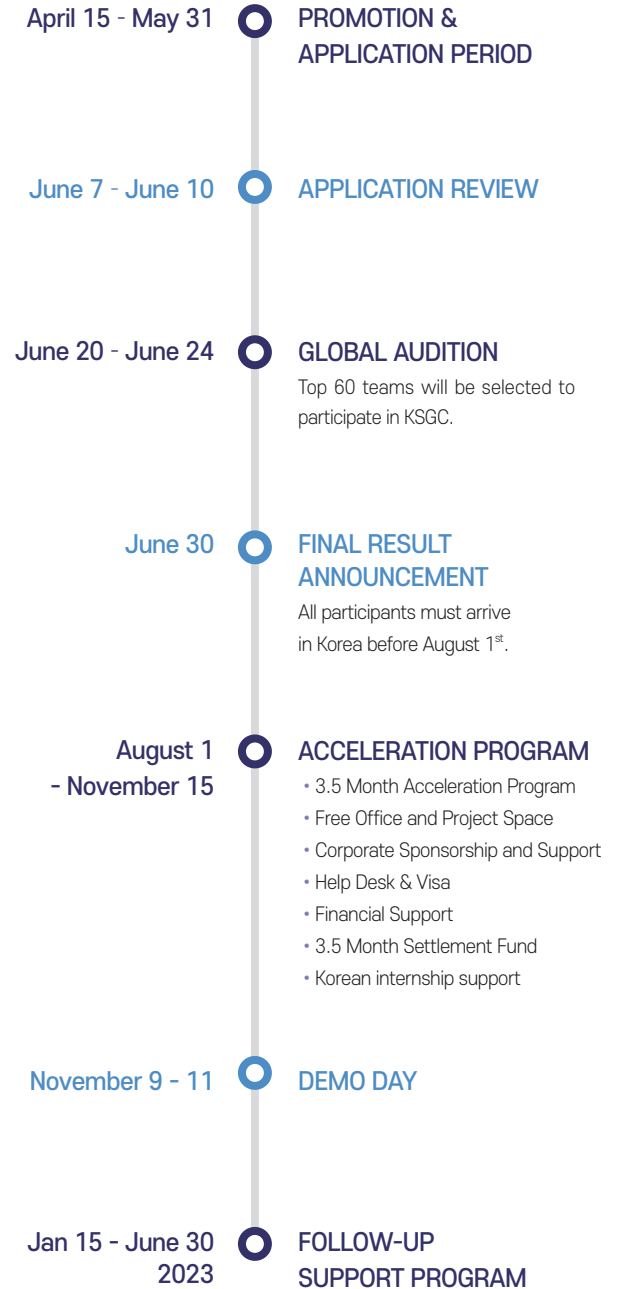 April 15 - May 31
PROMOTION &
APPLICATION PERIOD
June 7 - June 10
APPLICATION REVIEW
June 20 - June 24
GLOBAL AUDITION
Top 60 teams will be selected to
participate in KSGC.
June 30
FINAL RESULT
ANNOUNCEMENT
All participants must arrive
in Korea before August 1st.
August 1
- November 15
ACCELERATION PROGRAM
• 3.5 Month Acceleration Program
• Free Office and Project Space
• Corporate Sponsorship and Support
• Help Desk & Visa
• Financial Support
• 3.5 Month Settlement Fund
• Korean internship support
November 9 - 11
DEMO DAY
Jan 15 - June 30
2023
FOLLOW-UP
SUPPORT PROGRAM